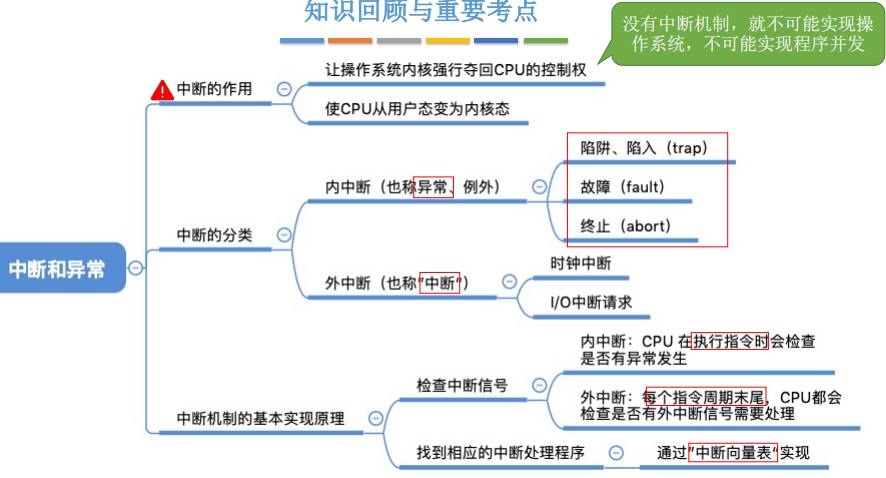 知识回顾与重要考点
没有中断机制，就不可能实现操
作系统，不可能实现程序并发
中断和异常
中断的作用
让操作系统内核强行夺回CPU的控制权
使CPU从用户态变为内核态
中断的分类
内中断（也称异常、例外）
陷阱、陷入（trap）
故障（fault）
终止（abort）
外中断（也称"中断"）
时钟中断
I/O中断请求
中断机制的基本实现原理
检查中断信号
内中断：CPU 在执行指令时会检查
是否有异常发生
外中断：每个指令周期末尾，CPU都会
检查是否有外中断信号需要处理
找到相应的中断处理程序
通过"中断向量表"实现